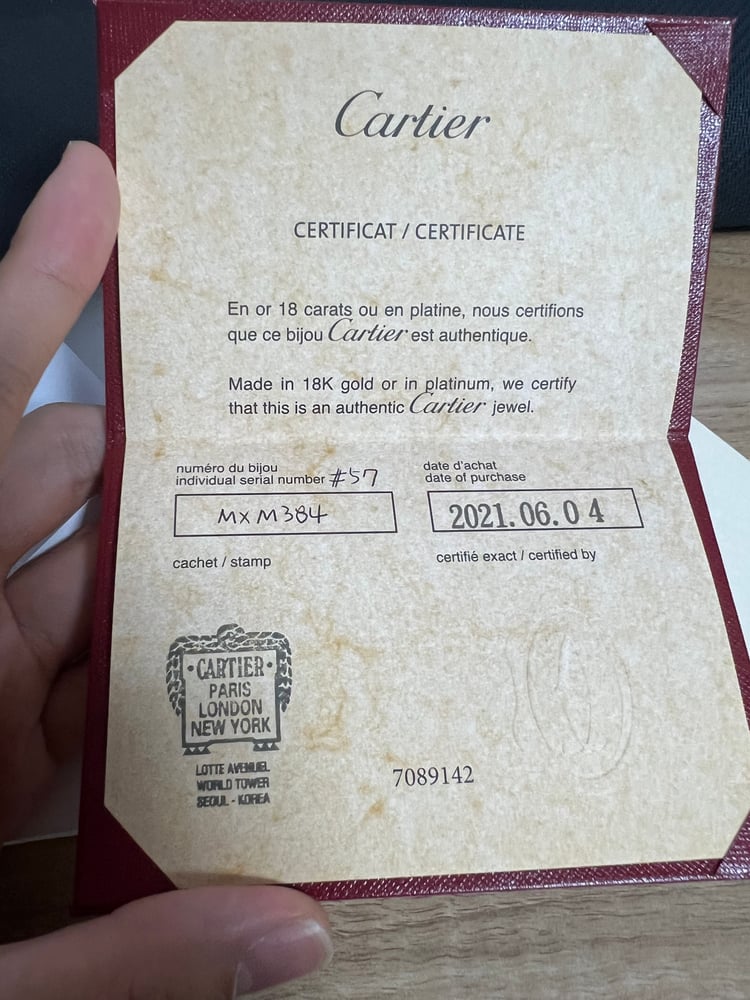 Cartier
CERTIFICAT / CERTIFICATE
En or 18 carats ou en platine, nous certifions
que ce bijou Cartier est authentique.
Made in 18K gold or in platinum, we certify
that this is an authentic Cartier jewel.
numéro du bijou
individual serial number #57
MXM384
date d'achat
date of purchase
2021.06.04
cachet / stamp
certifié exact / certified by
·CARTIER·
PARIS
LONDON
NEW YORK
LOTTE AVENUEL
WORLD TOWER
SEOUL - KOREA
7089142